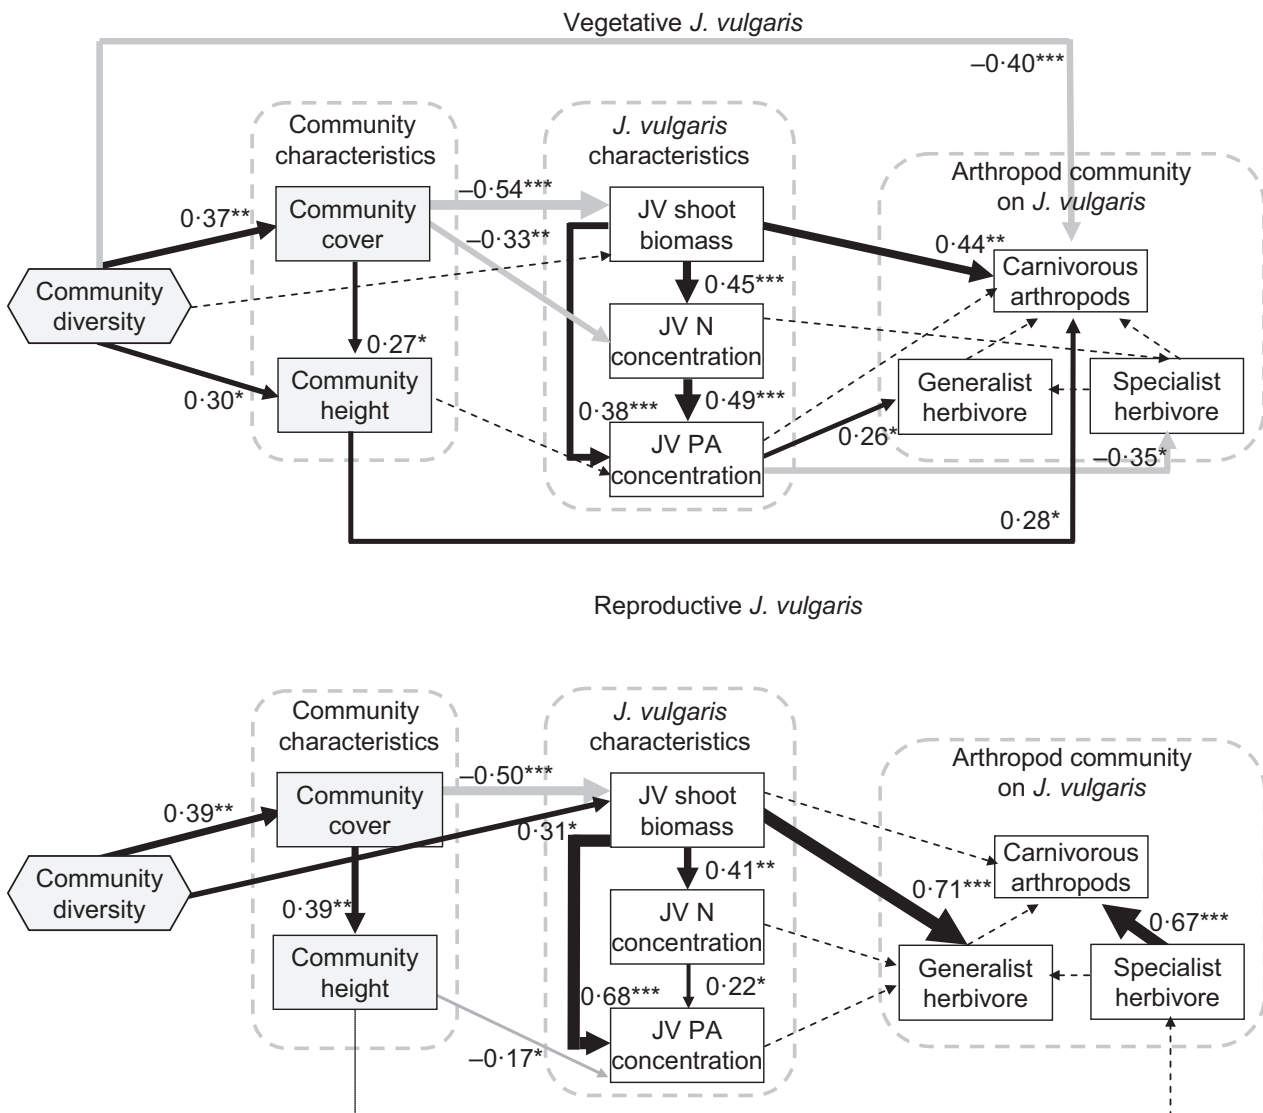 Vegetative J. vulgaris
–0·40***
Community
characteristics
J. vulgaris
characteristics
Arthropod community
on J. vulgaris
0·37**
Community
cover
–0·54***
–0·33**
JV shoot
biomass
0·44**
Carnivorous
arthropods
Community
diversity
0·45***
JV N
concentration
0·27*
0·30*
Community
height
0·38***
0·49***
JV PA
concentration
0·26*
Generalist
herbivore
Specialist
herbivore
–0·35*
0·28*
Reproductive J. vulgaris
Community
characteristics
J. vulgaris
characteristics
Arthropod community
on J. vulgaris
0·39**
Community
cover
–0·50***
0·31*
JV shoot
biomass
Carnivorous
arthropods
Community
diversity
0·39**
0·41**
0·71***
0·67***
JV N
concentration
Community
height
Generalist
herbivore
Specialist
herbivore
0·68***
0·22*
JV PA
concentration
–0·17*